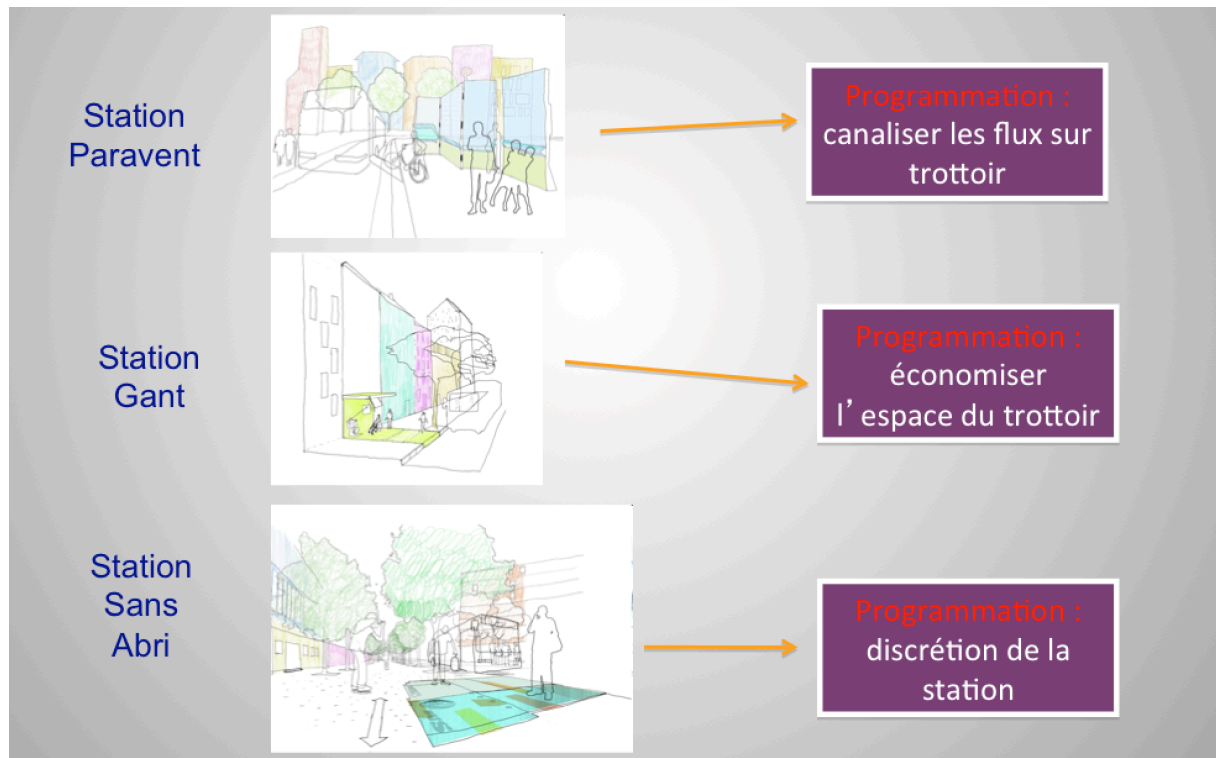 Station
Paravent
Programmation :
canaliser les flux sur
trottoir
Station
Gant
Programmation :
économiser
l’espace du trottoir
Station
Sans
Abri
Programmation :
discrétion de la
station